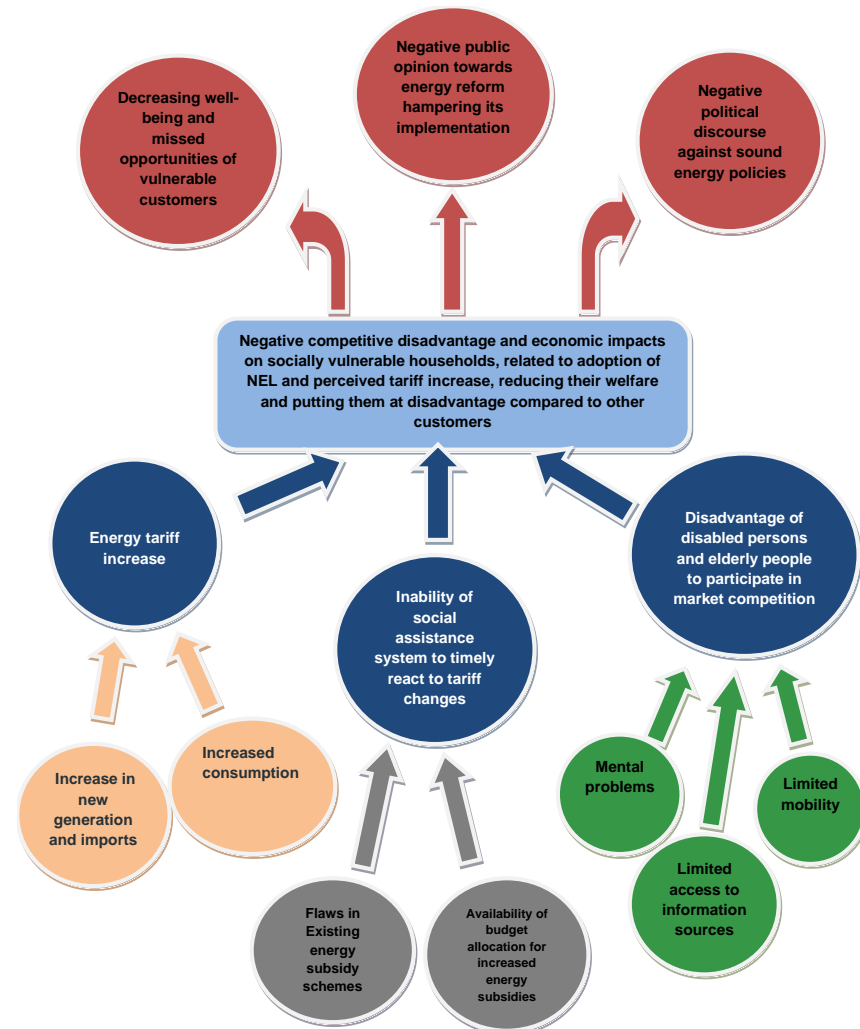 Negative public
opinion towards
energy reform
hampering its
implementation
Decreasing well-
being and
missed
opportunities of
vulnerable
customers
Negative
political
discourse
against sound
energy policies
Negative competitive disadvantage and economic impacts
on socially vulnerable households, related to adoption of
NEL and perceived tariff increase, reducing their welfare
and putting them at disadvantage compared to other
customers
Energy tariff
increase
Inability of
social
assistance
system to timely
react to tariff
changes
Disadvantage of
disabled persons
and elderly people
to participate in
market competition
Increase in
new
generation
and imports
Increased
consumption
Flaws in
Existing
energy
subsidy
schemes
Availability of
budget
allocation for
increased
energy
subsidies
Mental
problems
Limited
access to
information
sources
Limited
mobility